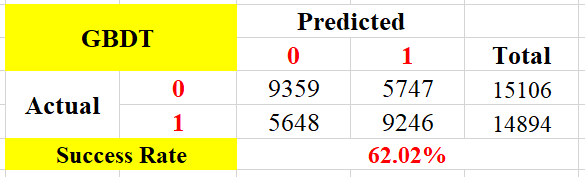 GBDT Predicted
0 1 Total
Actual 0 9359 5747 15106
1 5648 9246 14894
Success Rate 62.02%